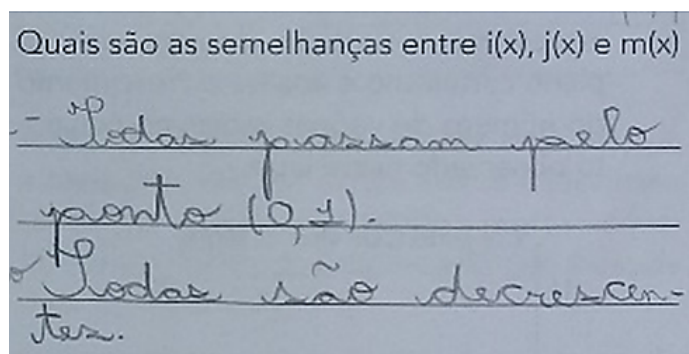 Quais são as semelhanças entre i(x), j(x) e m(x)
- Todas passam pelo
ponto (0,1).
Todas são decrescen-
tes.